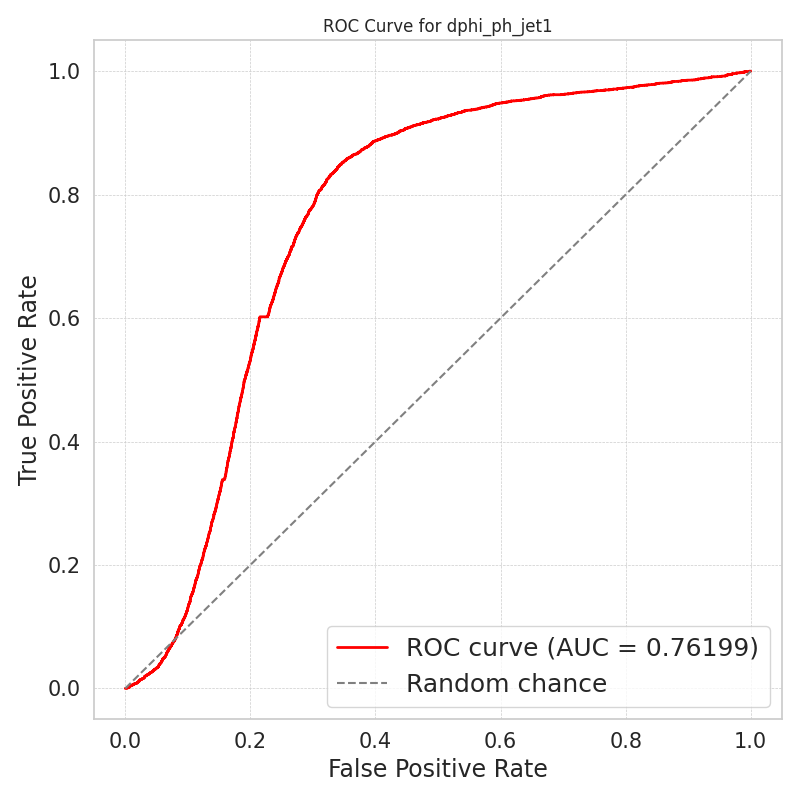 ROC Curve for dphi_ph_jet1
True Positive Rate
1.0
0.8
0.6
0.4
0.2
0.0
ROC curve (AUC = 0.76199)
Random chance
0.0 0.2 0.4 0.6 0.8 1.0
False Positive Rate